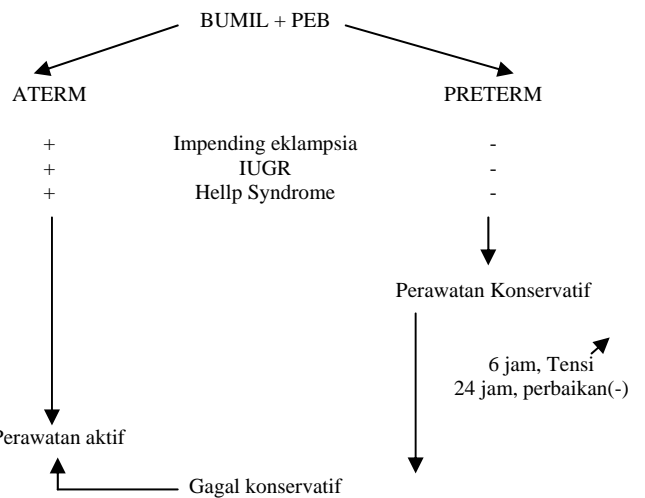 BUMIL + PEB
ATERM PRETERM
+ Impending eklampsia -
+ IUGR -
+ Hellp Syndrome -
Perawatan Konservatif
6 jam, Tensi
24 jam, perbaikan(-)
Perawatan aktif
Gagal konservatif